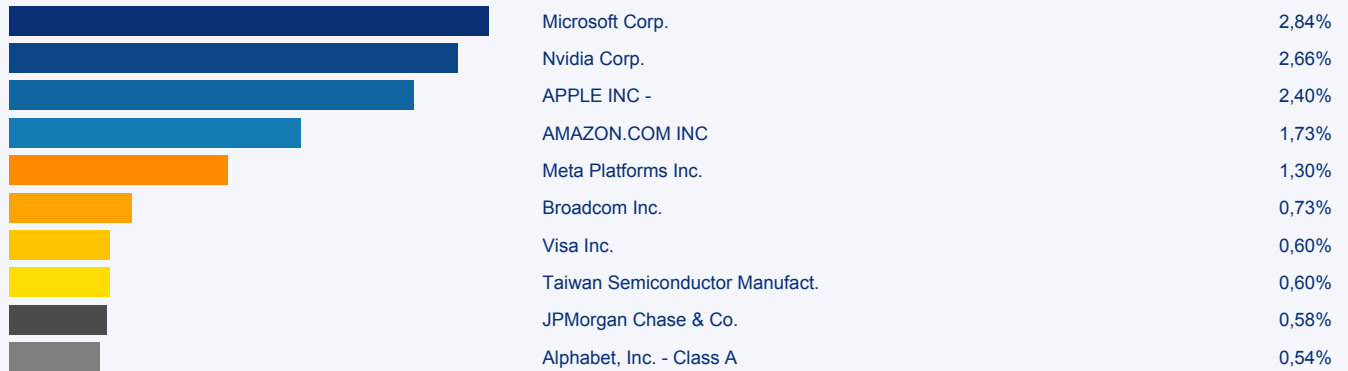 Microsoft Corp. 2,84%
Nvidia Corp. 2,66%
APPLE INC - 2,40%
AMAZON.COM INC 1,73%
Meta Platforms Inc. 1,30%
Broadcom Inc. 0,73%
Visa Inc. 0,60%
Taiwan Semiconductor Manufact. 0,60%
JPMorgan Chase & Co. 0,58%
Alphabet, Inc. - Class A 0,54%